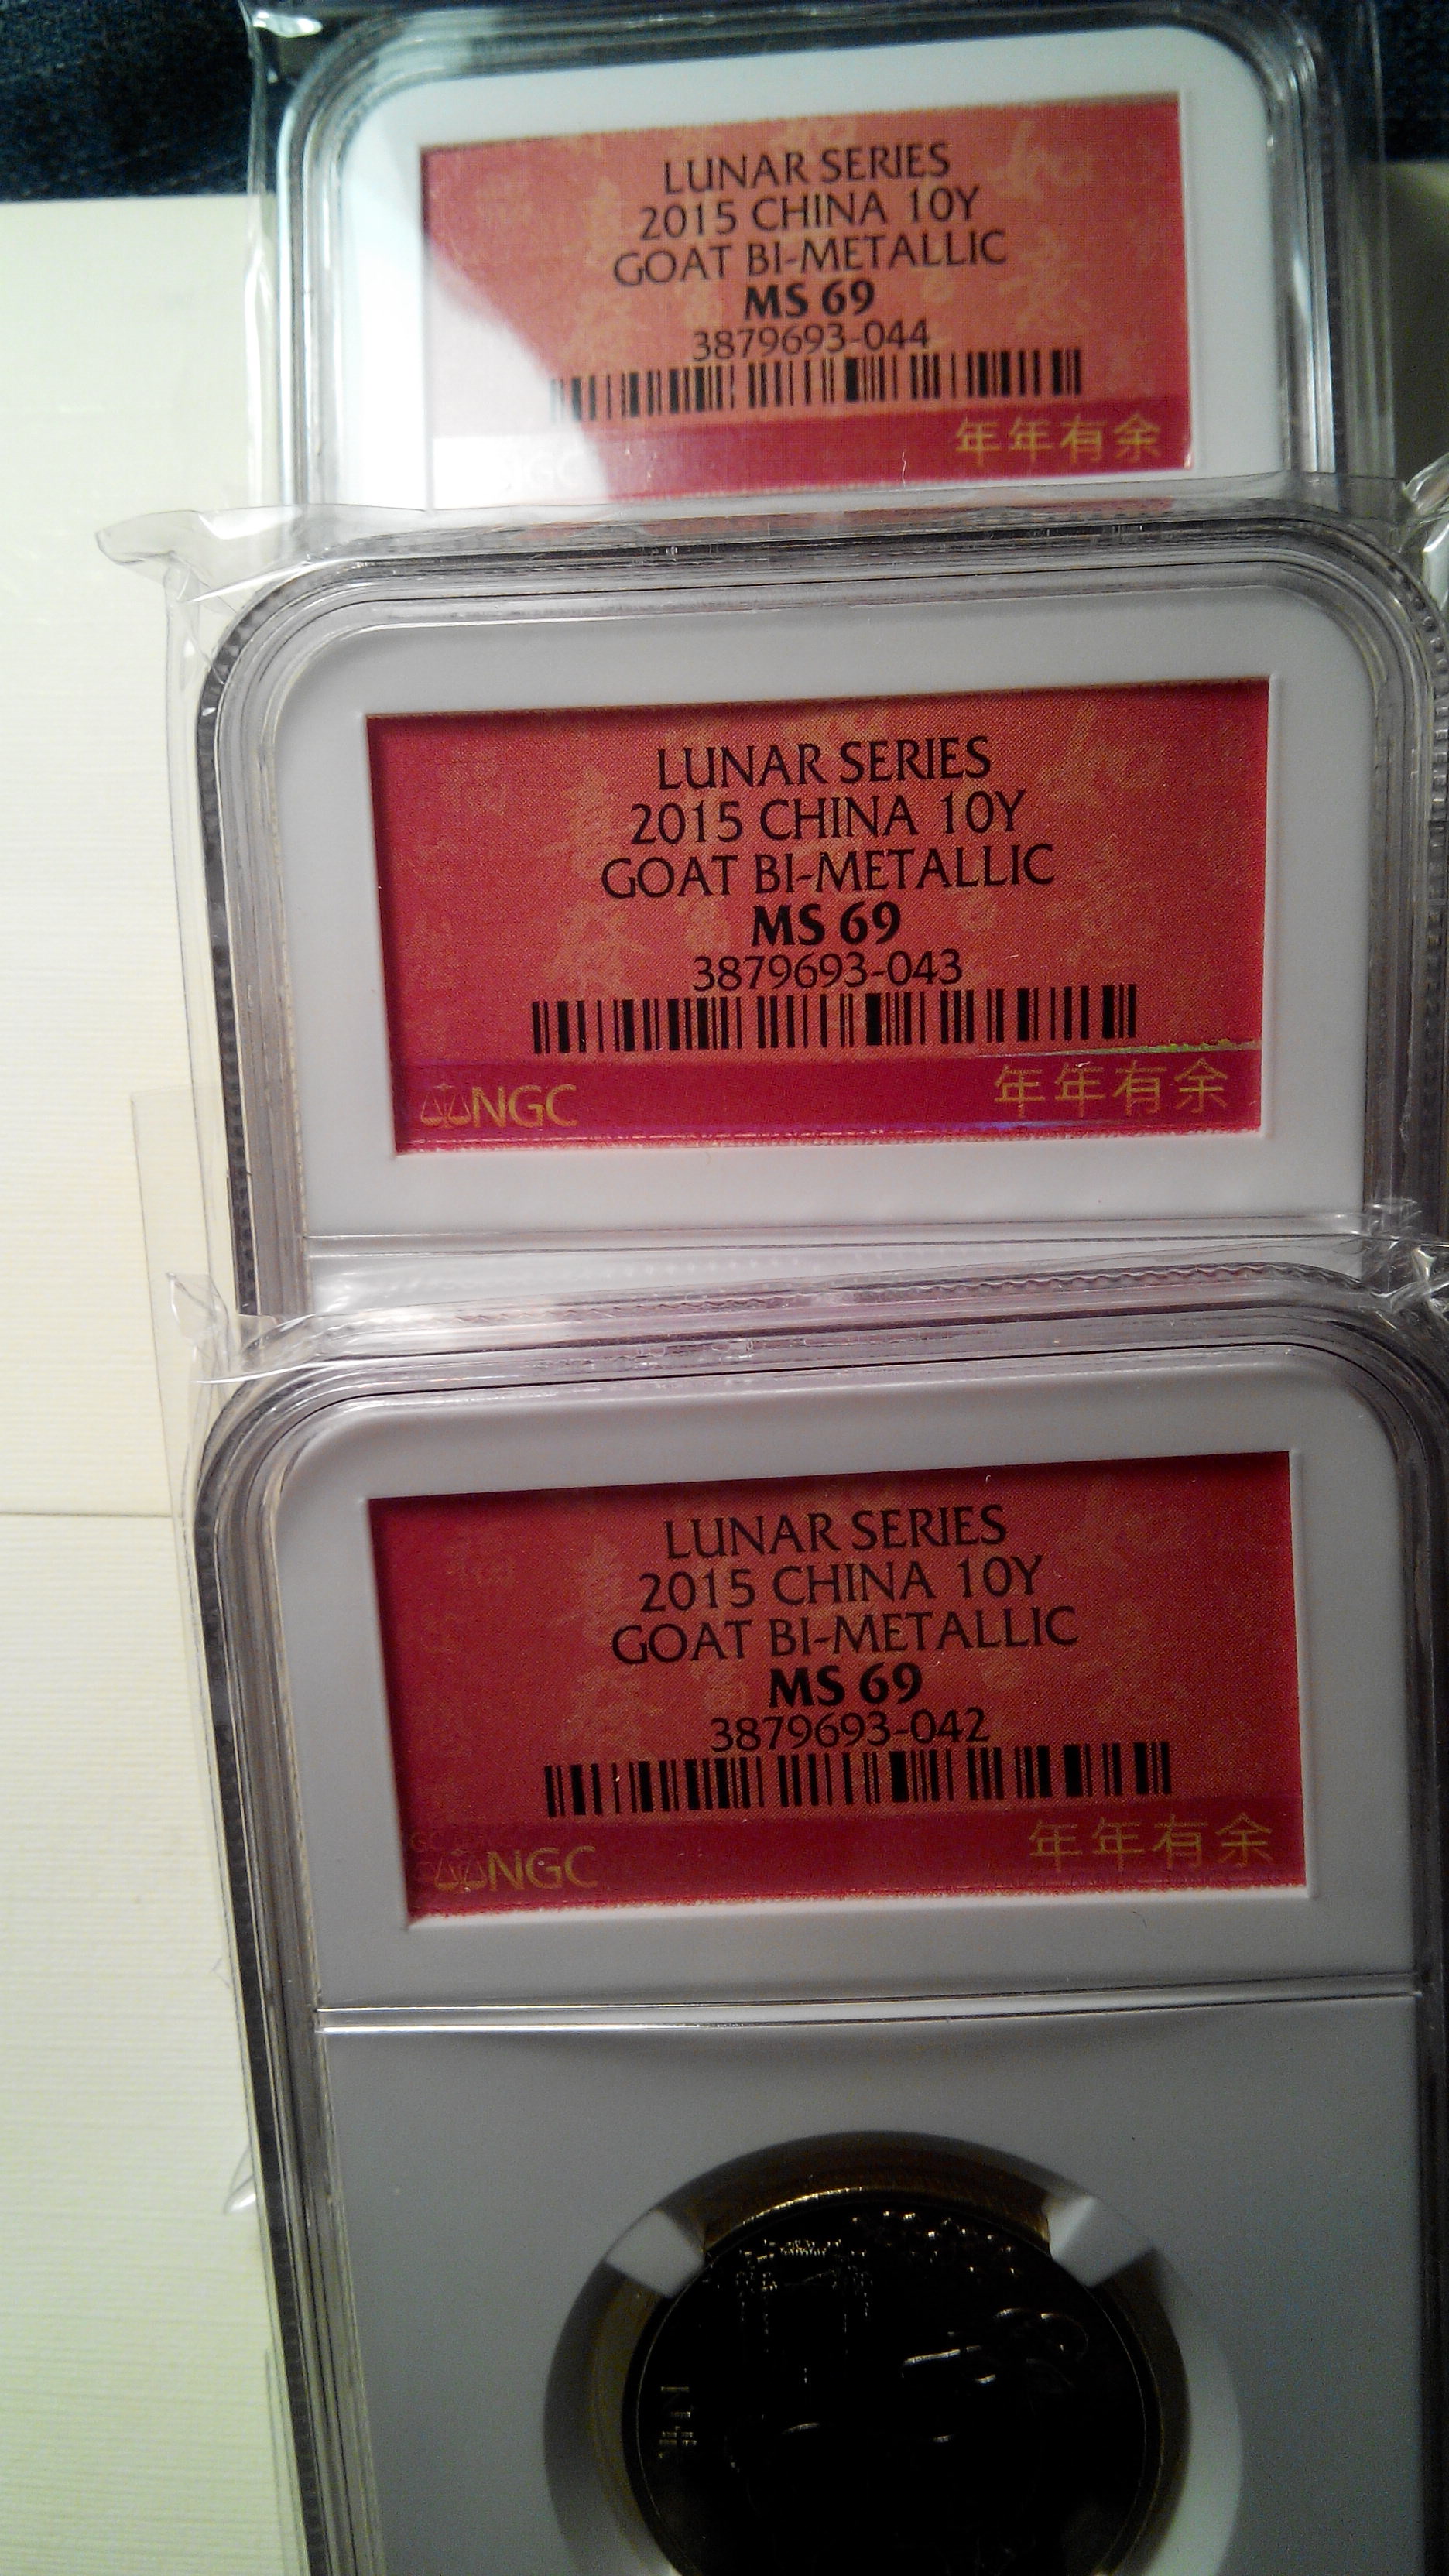 LUNAR SERIES
2015 CHINA 10Y
GOAT BI-METALLIC
MS 69
3879693-044
NGC 年年有余
LUNAR SERIES
2015 CHINA 10Y
GOAT BI-METALLIC
MS 69
3879693-043
NGC 年年有余
LUNAR SERIES
2015 CHINA 10Y
GOAT BI-METALLIC
MS 69
3879693-042
NGC 年年有余